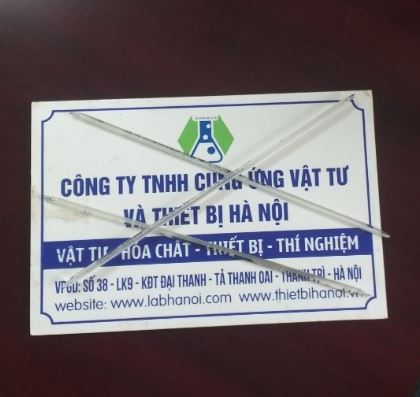 CÔNG TY TNHH CUNG ỨNG VẬT TƯ
VÀ THIẾT BỊ HÀ NỘI
VẬT TƯ - HÓA CHẤT - THIẾT BỊ - THÍ NGHIỆM
VPGD: SỐ 38 - LK9 - KĐT ĐẠI THANH - TẢ THANH OAI - THANH TRÌ - HÀ NỘI
website: www.labhanoi.com www.thietbihanoi.vn